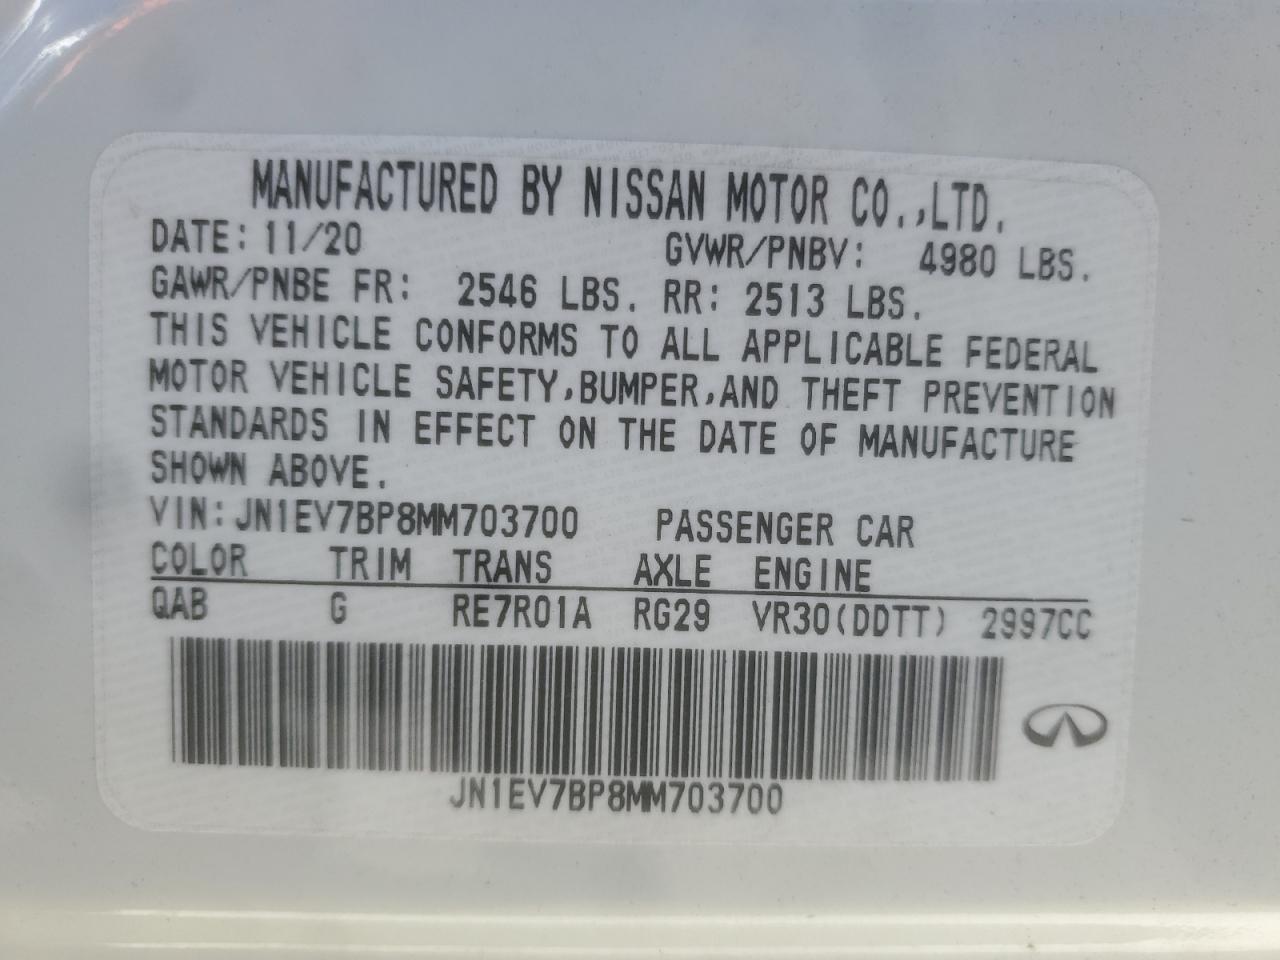 MANUFACTURED BY NISSAN MOTOR CO.,LTD.
DATE: 11/20 GVWR/PNBV: 4980 LBS.
GAWR/PNBE FR: 2546 LBS. RR: 2513 LBS.
THIS VEHICLE CONFORMS TO ALL APPLICABLE FEDERAL
MOTOR VEHICLE SAFETY,BUMPER,AND THEFT PREVENTION
STANDARDS IN EFFECT ON THE DATE OF MANUFACTURE
SHOWN ABOVE.
VIN: JN1EV7BP8MM703700 PASSENGER CAR
COLOR TRIM TRANS AXLE ENGINE
QAB G RE7R01A RG29 VR30(DDTT) 2997CC
JN1EV7BP8MM703700